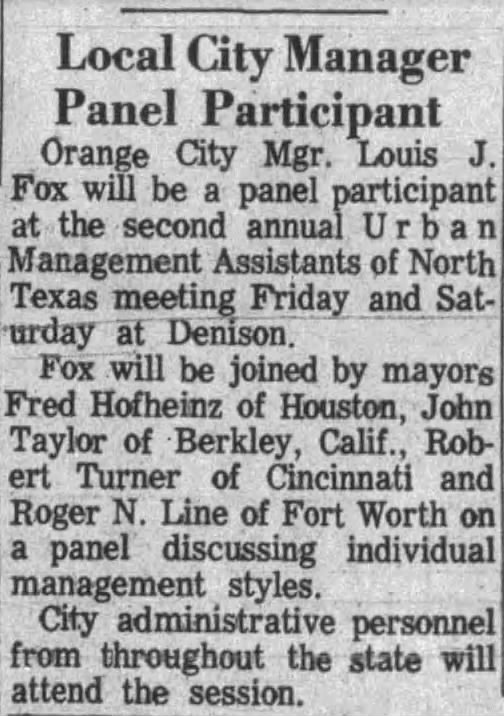 Local City Manager
Panel Participant
Orange City Mgr. Louis J.
Fox will be a panel participant
at the second annual Urban
Management Assistants of North
Texas meeting Friday and Sat-
urday at Denison.
Fox will be joined by mayors
Fred Hofheinz of Houston, John
Taylor of Berkley, Calif., Rob-
ert Turner of Cincinnati and
Roger N. Line of Fort Worth on
a panel discussing individual
management styles.
City administrative personnel
from throughout the state will
attend the session.